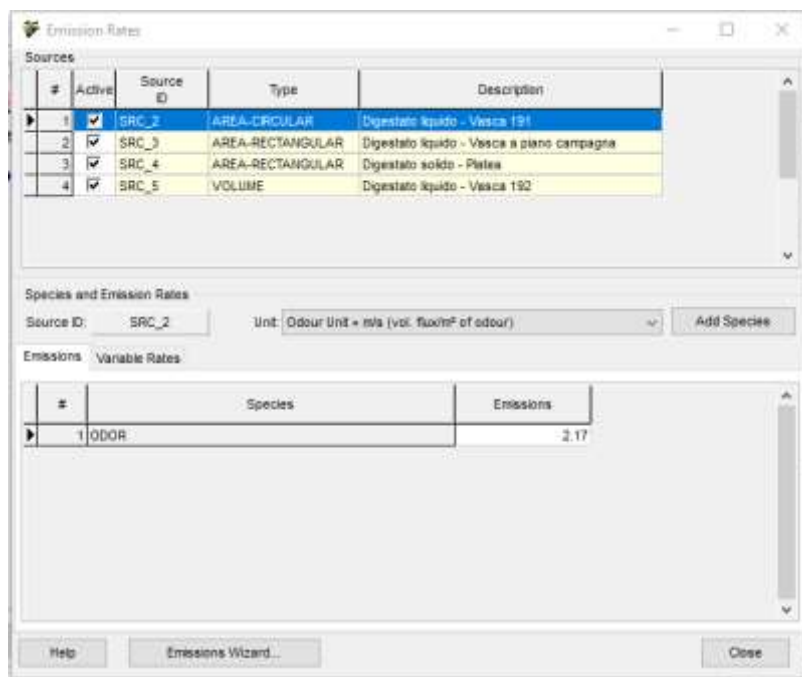 Emission Rates
Sources
# Active Source ID Type Description
1 SRC_2 AREA-CIRCULAR Digestato liquido - Vasca 191
2 SRC_3 AREA-RECTANGULAR Digestato liquido - Vasca a piano campagna
3 SRC_4 AREA-RECTANGULAR Digestato solido - Platea
4 SRC_5 VOLUME Digestato liquido - Vasca 192
Species and Emission Rates
Source ID: SRC_2 Unit: Odour Unit * m/s (vol. flux/m² of odour) Add Species
Emissions Variable Rates
# Species Emissions
1 ODOR 2.17
Help Emissions Wizard... Close